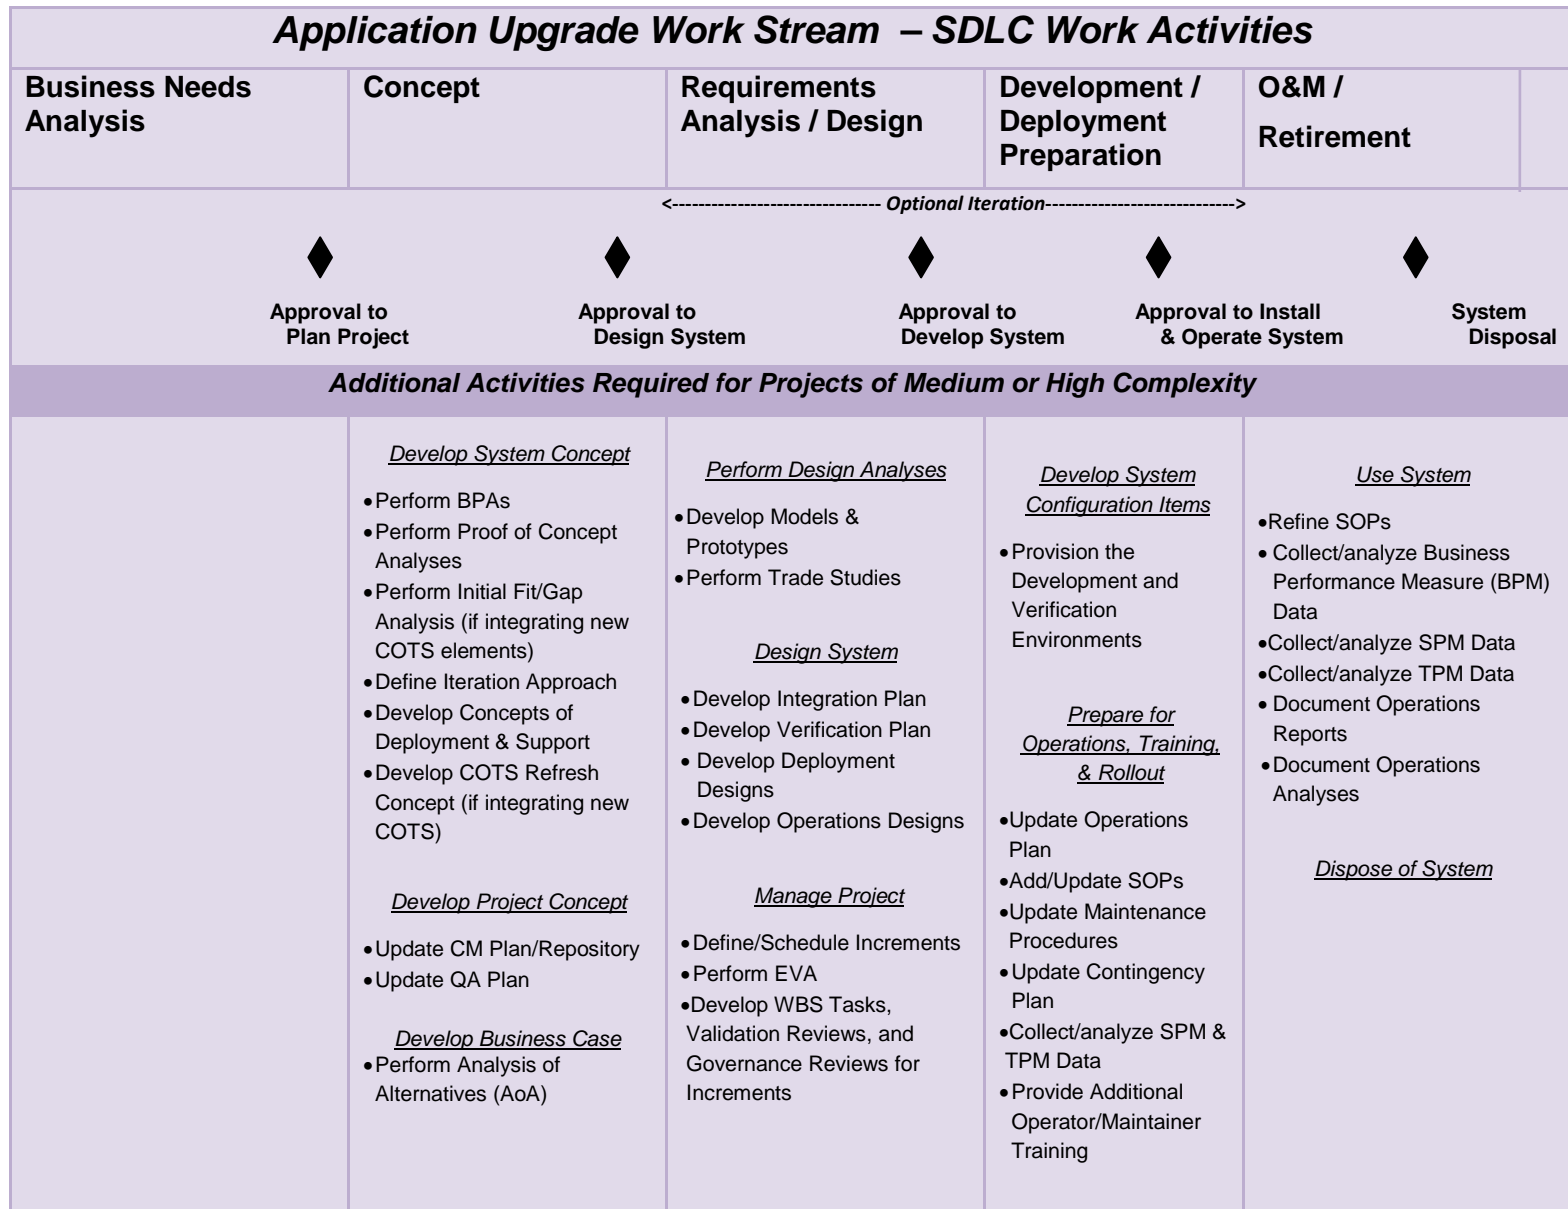 Application Upgrade Work Stream – SDLC Work Activities
Business Needs
Analysis
Concept
Requirements
Analysis / Design
Development /
Deployment
Preparation
O&M /
Retirement
<-------------------------------- Optional Iteration----------------------------->
Approval to
Plan Project
Approval to
Design System
Approval to
Develop System
Approval to Install
& Operate System
System
Disposal
Additional Activities Required for Projects of Medium or High Complexity
Develop System Concept
•Perform BPAs
•Perform Proof of Concept
Analyses
•Perform Initial Fit/Gap
Analysis (if integrating new
COTS elements)
•Define Iteration Approach
•Develop Concepts of
Deployment & Support
•Develop COTS Refresh
Concept (if integrating new
COTS)
Develop Project Concept
•Update CM Plan/Repository
•Update QA Plan
Develop Business Case
•Perform Analysis of
Alternatives (AoA)
Perform Design Analyses
•Develop Models &
Prototypes
•Perform Trade Studies
Design System
•Develop Integration Plan
•Develop Verification Plan
• Develop Deployment
Designs
•Develop Operations Designs
Manage Project
•Define/Schedule Increments
•Perform EVA
•Develop WBS Tasks,
Validation Reviews, and
Governance Reviews for
Increments
Develop System
Configuration Items
•Provision the
Development and
Verification
Environments
Prepare for
Operations, Training,
& Rollout
•Update Operations
Plan
•Add/Update SOPs
•Update Maintenance
Procedures
•Update Contingency
Plan
•Collect/analyze SPM &
TPM Data
•Provide Additional
Operator/Maintainer
Training
Use System
•Refine SOPs
• Collect/analyze Business
Performance Measure (BPM)
Data
•Collect/analyze SPM Data
•Collect/analyze TPM Data
• Document Operations
Reports
•Document Operations
Analyses
Dispose of System